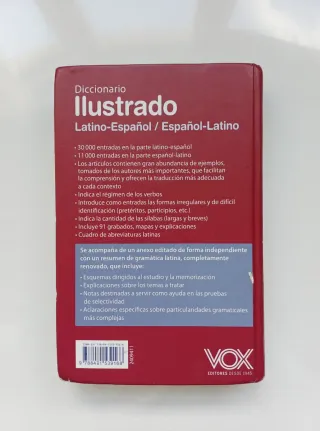 Diccionario
Ilustrado
Latino-Español / Español-Latino
• 30 000 entradas en la parte latino-español
• 11 000 entradas en la parte español-latino
• Los artículos contienen gran abundancia de ejemplos,
tomados de los autores más importantes, que facilitan
la comprensión y ofrecen la traducción más adecuada
a cada contexto
• Indica el régimen de los verbos
• Introduce como entradas las formas irregulares y de difícil
identificación (pretéritos, participios, etc.)
• Indica la cantidad de las sílabas (largas y breves)
• Incluye 91 grabados, mapas y explicaciones
• Cuadro de abreviaturas latinas
Se acompaña de un anexo editado de forma independiente
con un resumen de gramática latina, completamente
renovado, que incluye:
• Esquemas dirigidos al estudio y la memorización
• Explicaciones sobre los temas a tratar
• Notas destinadas a servir como ayuda en las pruebas
de selectividad
• Aclaraciones específicas sobre particularidades gramaticales
más complejas
VOX
EDITORES DESDE